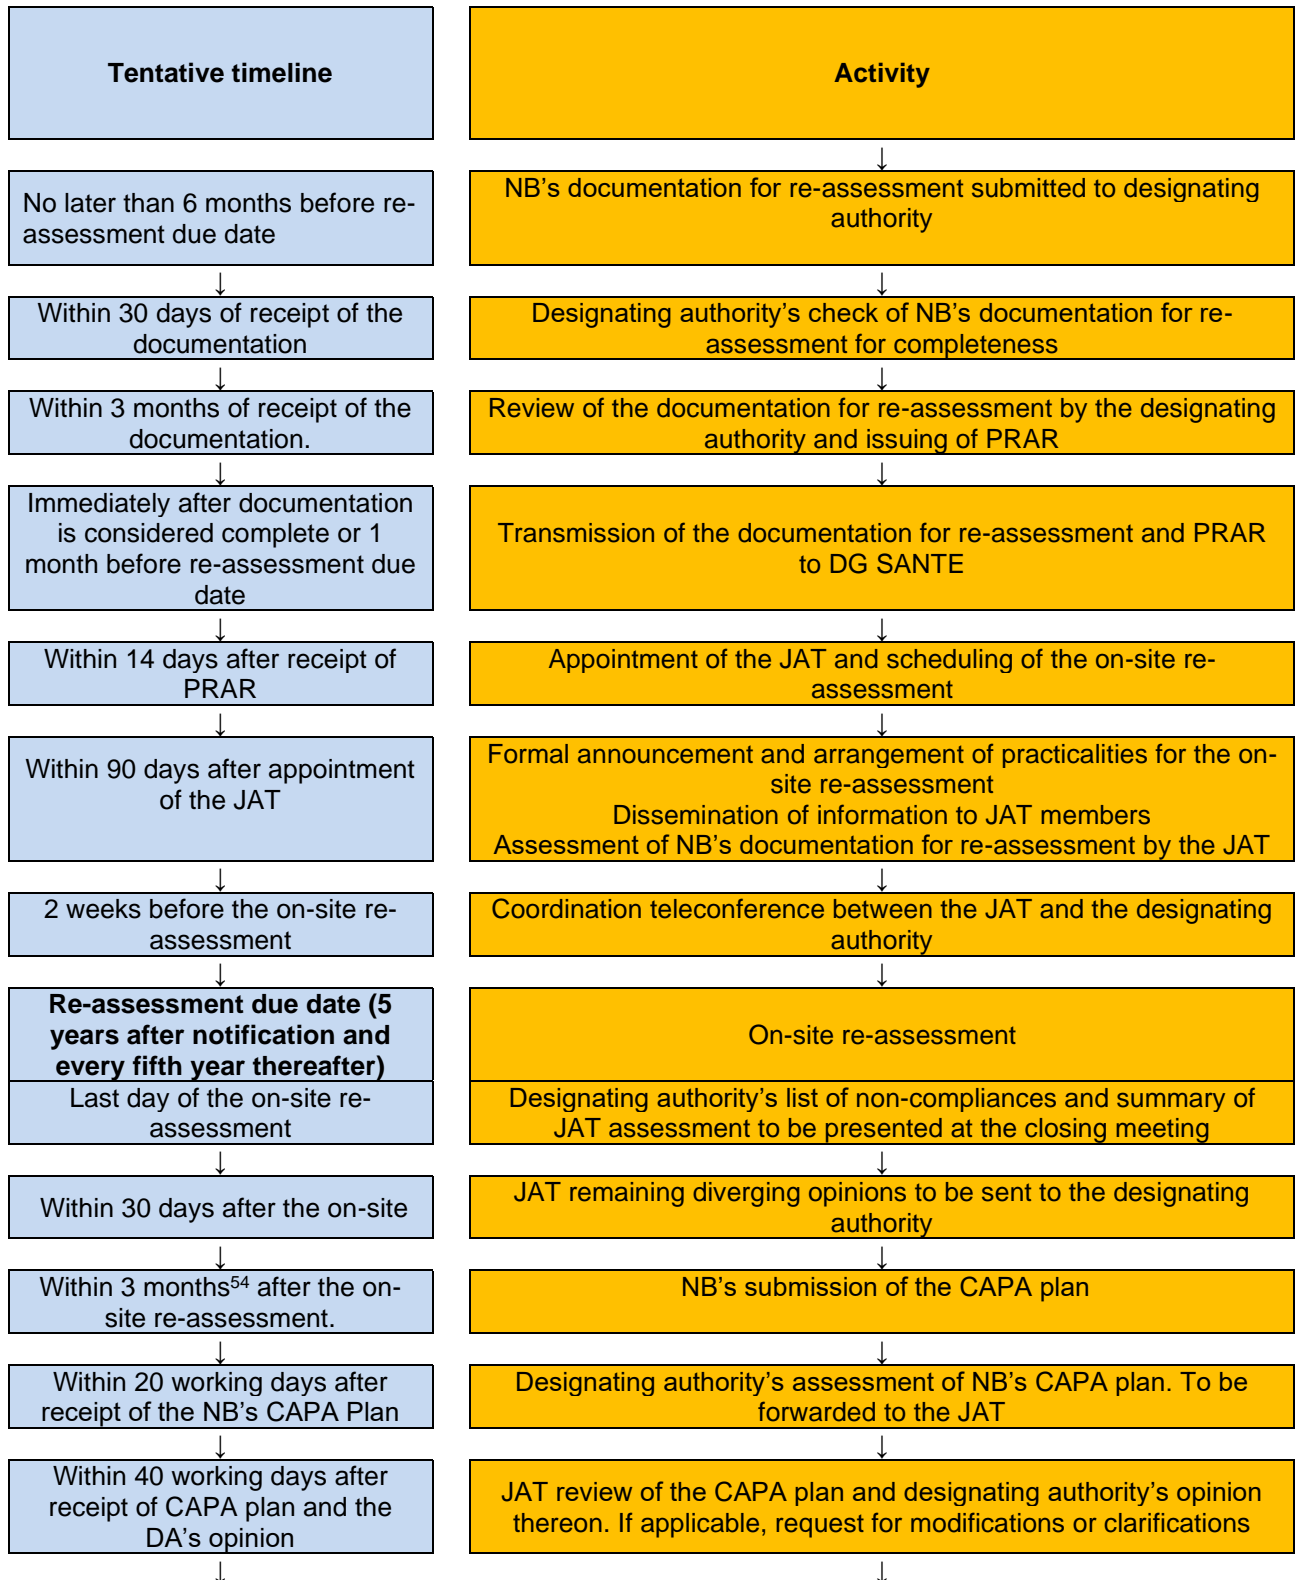 Tentative timeline
Activity
↓
No later than 6 months before re-
assessment due date
NB’s documentation for re-assessment submitted to designating
authority
↓
↓
Within 30 days of receipt of the
documentation
Designating authority’s check of NB’s documentation for re-
assessment for completeness
↓
↓
Within 3 months of receipt of the
documentation.
Review of the documentation for re-assessment by the designating
authority and issuing of PRAR
↓
↓
Immediately after documentation
is considered complete or 1
month before re-assessment due
date
Transmission of the documentation for re-assessment and PRAR
to DG SANTE
↓
↓
Within 14 days after receipt of
PRAR
Appointment of the JAT and scheduling of the on-site re-
assessment
↓
↓
Within 90 days after appointment
of the JAT
Formal announcement and arrangement of practicalities for the on-
site re-assessment
Dissemination of information to JAT members
Assessment of NB’s documentation for re-assessment by the JAT
↓
↓
2 weeks before the on-site re-
assessment
Coordination teleconference between the JAT and the designating
authority
↓
↓
Re-assessment due date (5
years after notification and
every fifth year thereafter)
On-site re-assessment
Last day of the on-site re-
assessment
Designating authority’s list of non-compliances and summary of
JAT assessment to be presented at the closing meeting
↓
↓
Within 30 days after the on-site
JAT remaining diverging opinions to be sent to the designating
authority
↓
↓
Within 3 months54 after the on-
site re-assessment.
NB’s submission of the CAPA plan
↓
↓
Within 20 working days after
receipt of the NB’s CAPA Plan
Designating authority’s assessment of NB’s CAPA plan. To be
forwarded to the JAT
↓
↓
Within 40 working days after
receipt of CAPA plan and the
DA’s opinion
JAT review of the CAPA plan and designating authority’s opinion
thereon. If applicable, request for modifications or clarifications
↓
↓